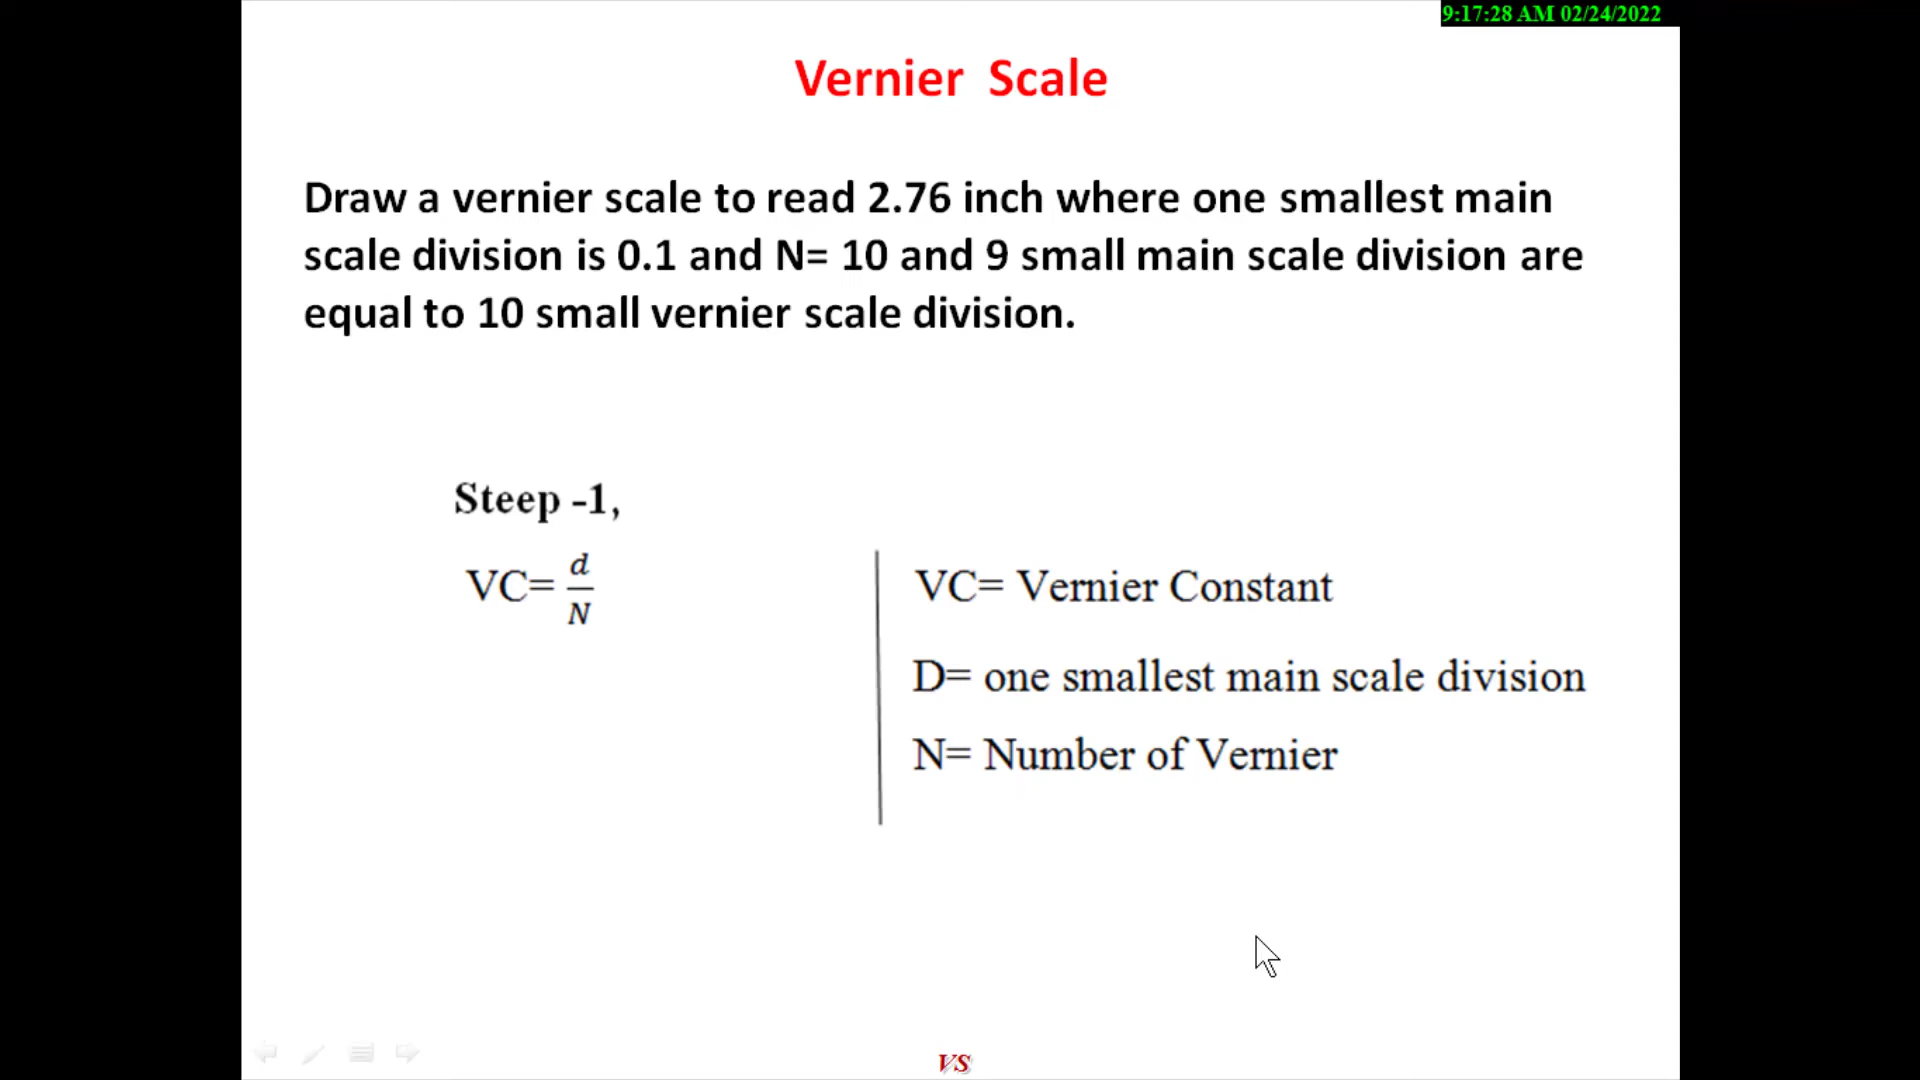 9:17:28 AM 02/24/2022
Vernier Scale
Draw a vernier scale to read 2.76 inch where one smallest main
scale division is 0.1 and N= 10 and 9 small main scale division are
equal to 10 small vernier scale division.
Steep -1,
VC= d/N
VC= Vernier Constant
D= one smallest main scale division
N= Number of Vernier
VS